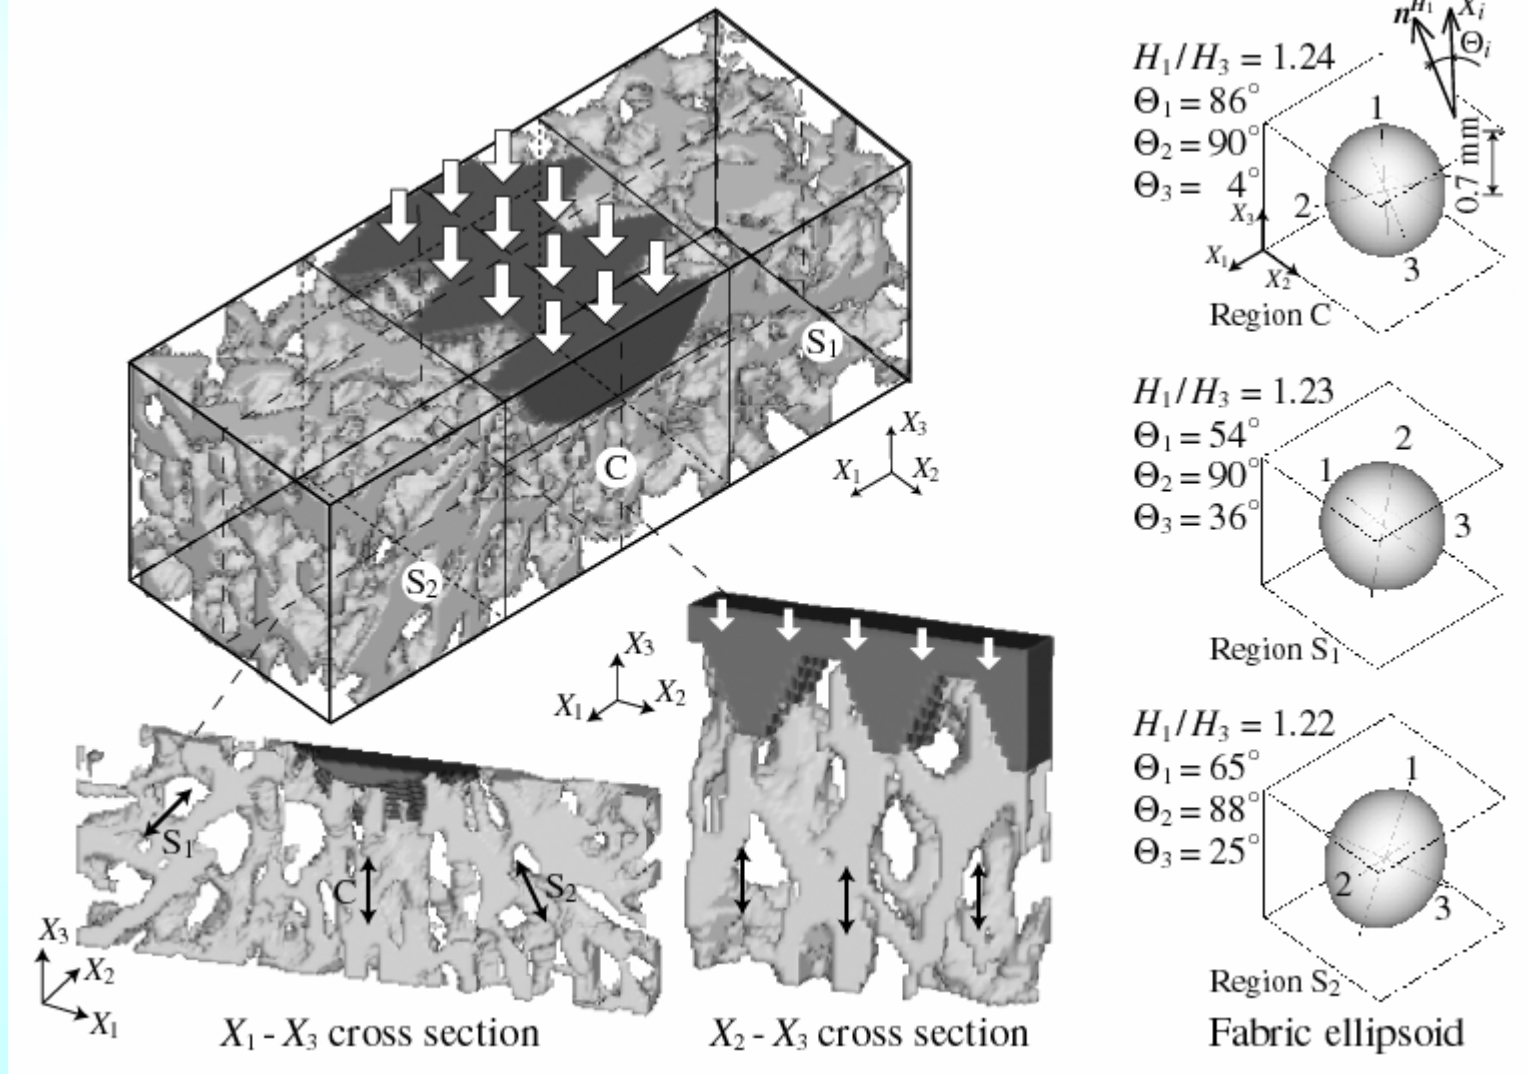 S₁
C
S₂
X₃
X₁
X₂
X₃
X₁
X₂
S₁
C
S₂
X₃
X₂
X₁
X₁ - X₃ cross section
X₂ - X₃ cross section
n^H₁
X_i
Θ_i
H₁/H₃ = 1.24
Θ₁ = 86°
Θ₂ = 90°
Θ₃ = 4°
1
2
3
0.7 mm
X₃
X₁
X₂
Region C
H₁/H₃ = 1.23
Θ₁ = 54°
Θ₂ = 90°
Θ₃ = 36°
2
1
3
Region S₁
H₁/H₃ = 1.22
Θ₁ = 65°
Θ₂ = 88°
Θ₃ = 25°
1
2
3
Region S₂
Fabric ellipsoid